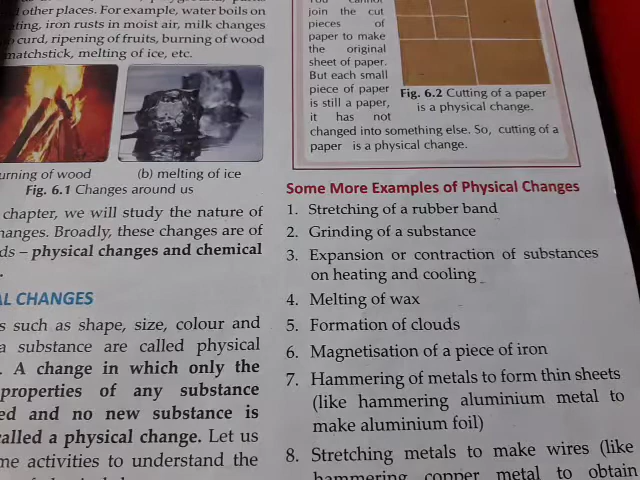 other places. For example, water boils on
iron rusts in moist air, milk changes
curd, ripening of fruits, burning of wood
matchstick, melting of ice, etc.
urning of wood
(b) melting of ice
Fig. 6.1 Changes around us
chapter, we will study the nature of
hanges. Broadly, these changes are of
ds – physical changes and chemical
AL CHANGES
s such as shape, size, colour and
a substance are called physical
. A change in which only the
properties of any substance
ed and no new substance is
alled a physical change. Let us
me activities to understand the
join the cut
pieces of
paper to make
the original
sheet of paper.
But each small
piece of paper
is still a paper,
it has not
changed into something else. So, cutting of a
paper is a physical change.
Fig. 6.2 Cutting of a paper
is a physical change.
Some More Examples of Physical Changes
1. Stretching of a rubber band
2. Grinding of a substance
3. Expansion or contraction of substances
on heating and cooling
4. Melting of wax
5. Formation of clouds
6. Magnetisation of a piece of iron
7. Hammering of metals to form thin sheets
(like hammering aluminium metal to
make aluminium foil)
8. Stretching metals to make wires (like
hammering copper metal to obtain